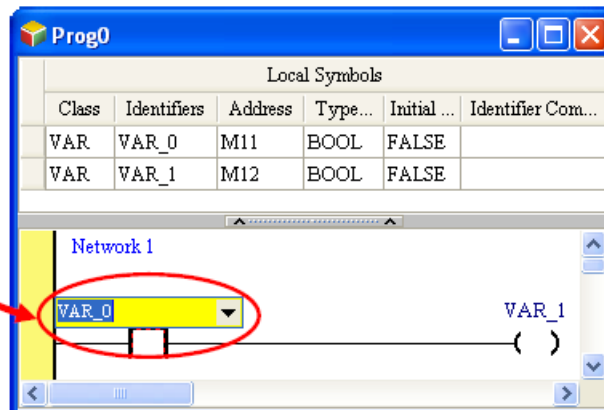 Prog0
Local Symbols
Class Identifiers Address Type... Initial ... Identifier Com...
VAR VAR_0 M11 BOOL FALSE
VAR VAR_1 M12 BOOL FALSE
Network 1
VAR_0 VAR_1